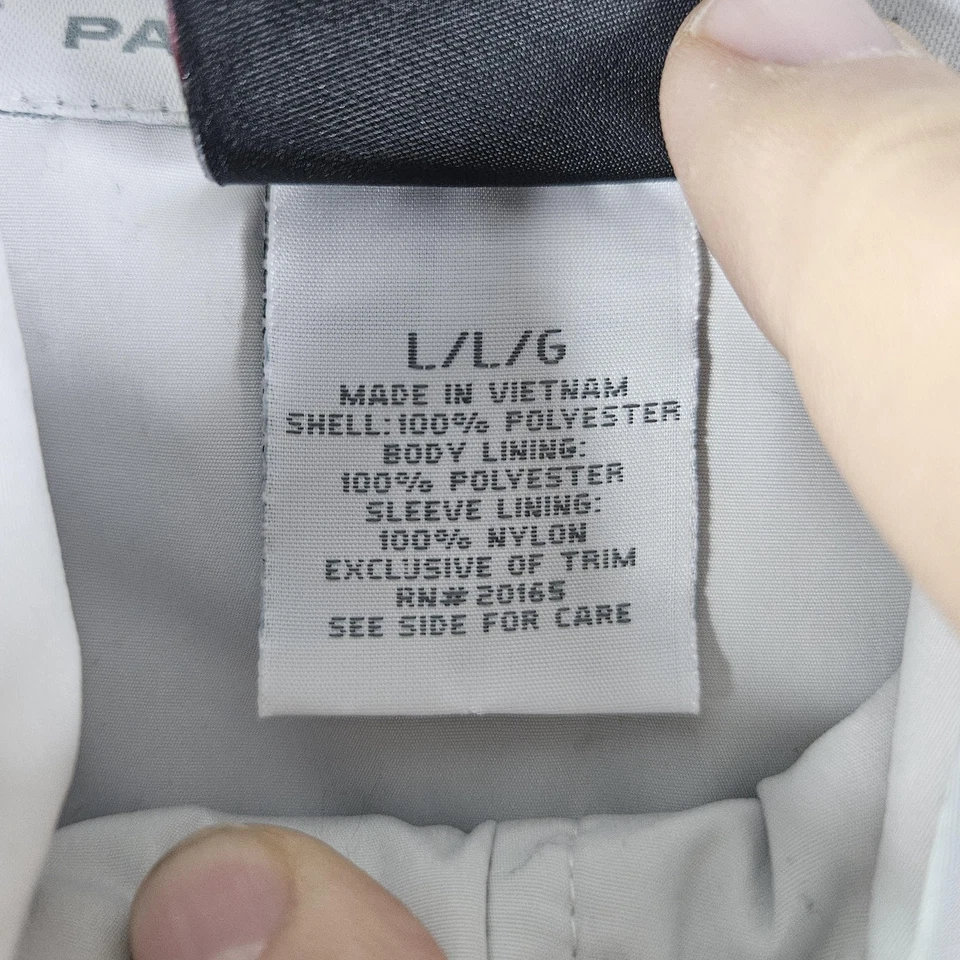 PA
L/L/G
MADE IN VIETNAM
SHELL:100% POLYESTER
BODY LINING:
100% POLYESTER
SLEEVE LINING:
100% NYLON
EXCLUSIVE OF TRIM
RN# 20165
SEE SIDE FOR CARE